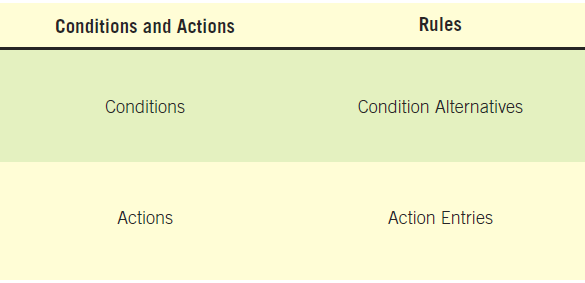 Conditions and Actions Rules
Conditions Condition Alternatives
Actions Action Entries